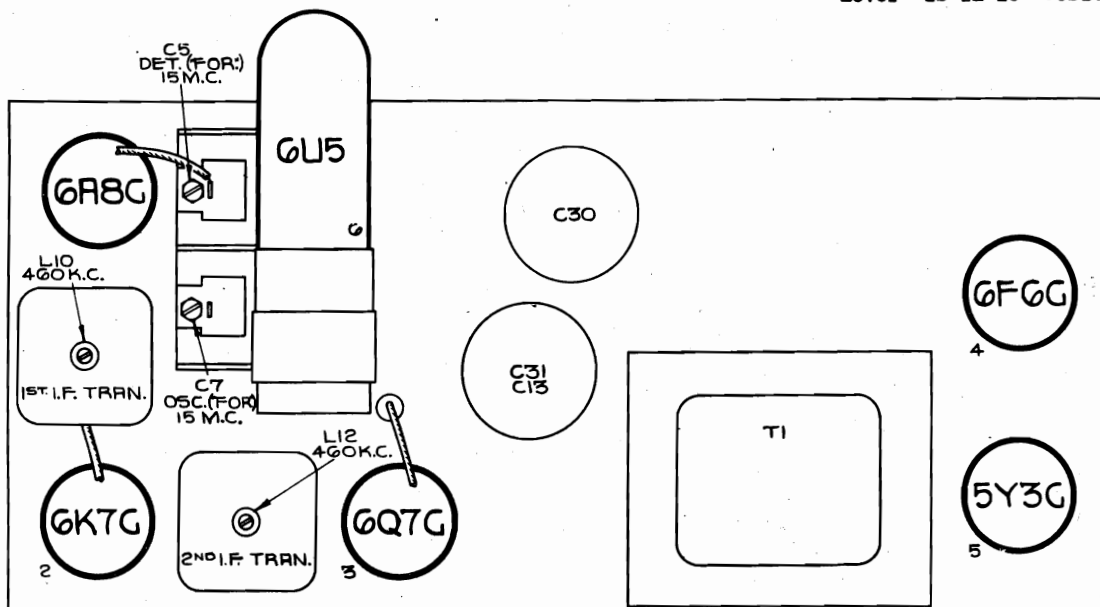 C5
DET. (FOR:)
15 M.C.
6U5
6
6A8G
C30
L10
460 K.C.
6F6G
4
1ST. I.F. TRAN.
C7
OSC. (FOR)
15 M.C.
C31
C13
T1
L12
460 K.C.
6K7G
2
2ND I.F. TRAN.
6Q7G
3
5Y3G
5